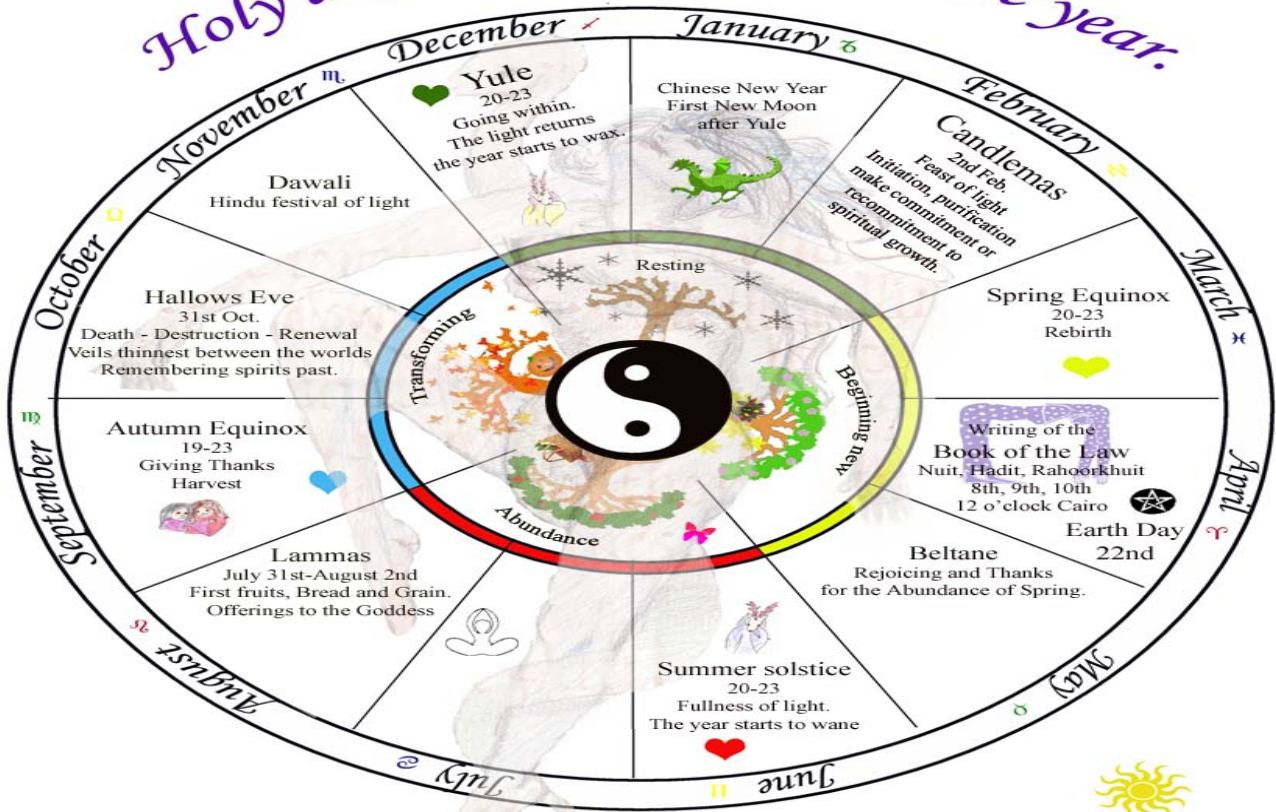 Holy
e year.
December
January
February
March
April
May
June
July
August
September
October
November
Yule
20-23
Going within.
The light returns
the year starts to wax.
Chinese New Year
First New Moon
after Yule
Candlemas
2nd Feb.
Feast of light
Initiation, purification
make commitment or
recommitment to
spiritual growth.
Spring Equinox
20-23
Rebirth
Writing of the
Book of the Law
Nuit, Hadit, Rahoorkhuit
8th, 9th, 10th
12 o’clock Cairo
Earth Day
22nd
Beltane
Rejoicing and Thanks
for the Abundance of Spring.
Summer solstice
20-23
Fullness of light.
The year starts to wane
Lammas
July 31st-August 2nd
First fruits, Bread and Grain.
Offerings to the Goddess
Autumn Equinox
19-23
Giving Thanks
Harvest
Hallows Eve
31st Oct.
Death - Destruction - Renewal
Veils thinnest between the worlds
Remembering spirits past.
Dawali
Hindu festival of light
Resting
Beginning new
Abundance
Transforming